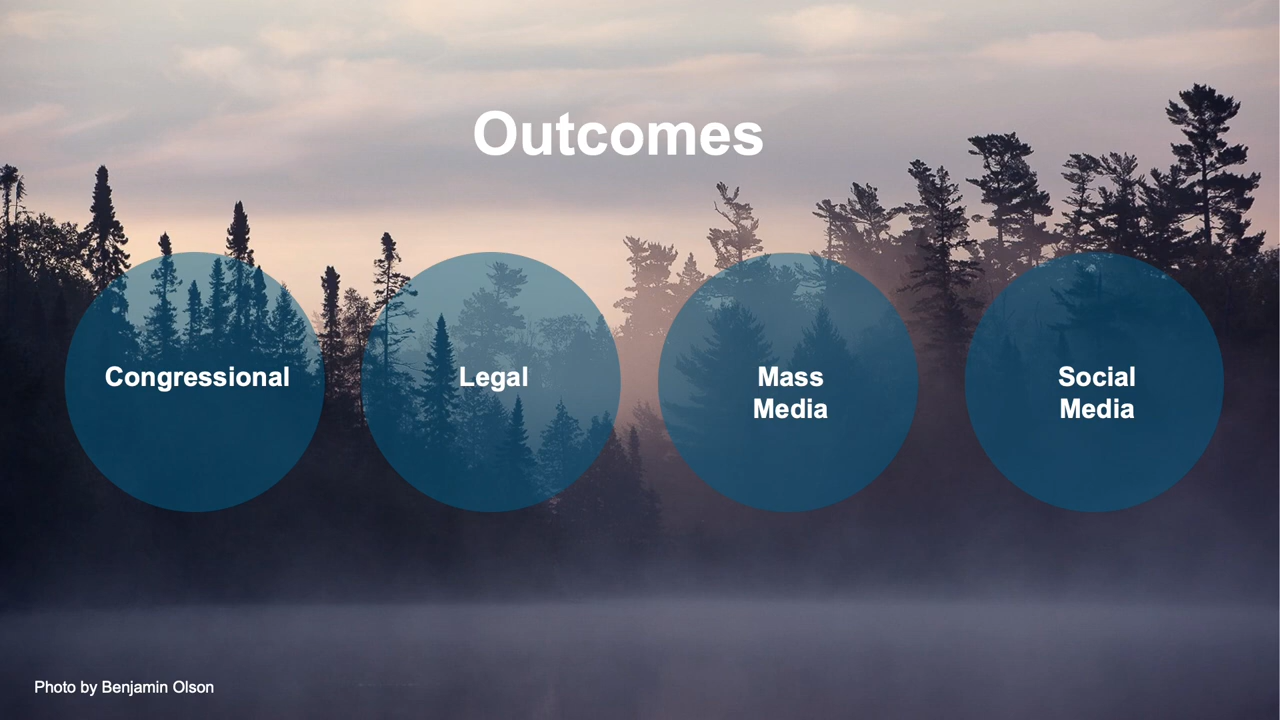 Outcomes
Congressional
Legal
Mass
Media
Social
Media
Photo by Benjamin Olson